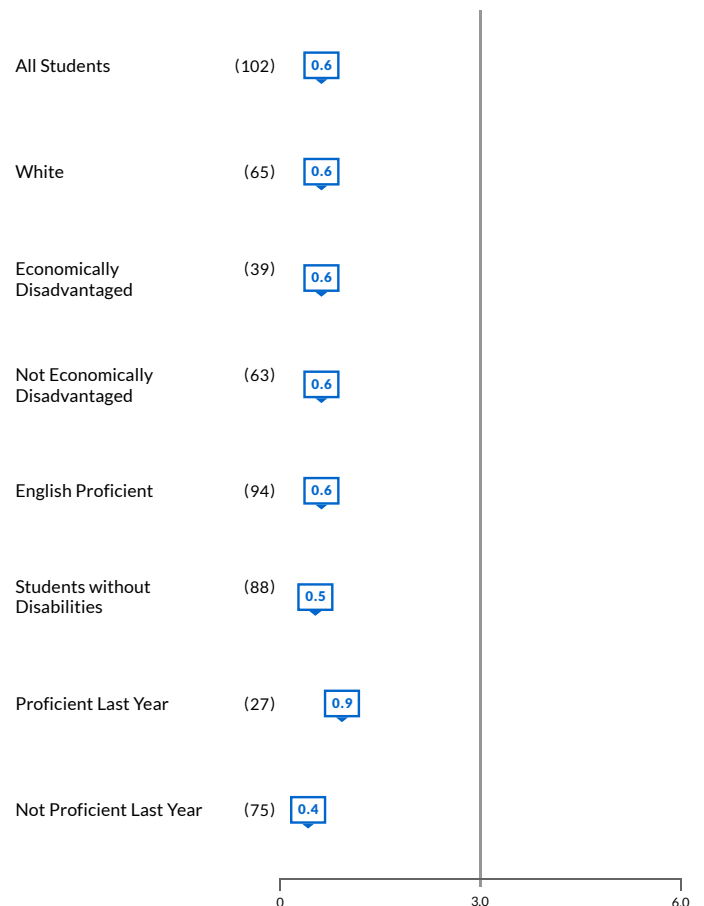 All Students (102) 0.6
White (65) 0.6
Economically (39) 0.6
Disadvantaged
Not Economically (63) 0.6
Disadvantaged
English Proficient (94) 0.6
Students without (88) 0.5
Disabilities
Proficient Last Year (27) 0.9
Not Proficient Last Year (75) 0.4
0 3.0 6.0